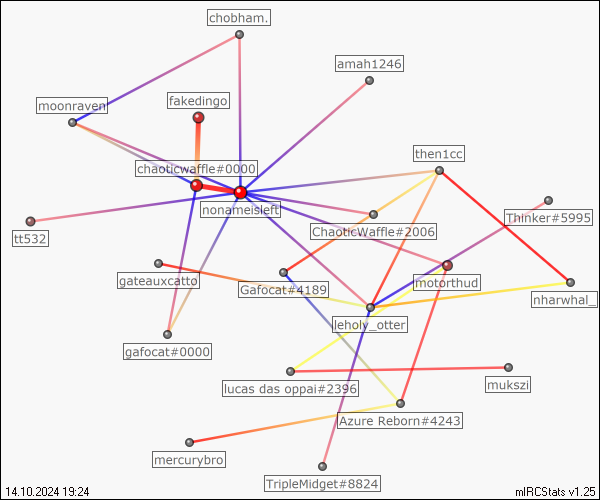 chobham.
amah1246
fakedingo
moonraven
then1cc
chaoticwaffle#0000
nonameisleft
Thinker#5995
ChaoticWaffle#2006
tt532
gateauxcatto
Gafocat#4189
motorthud
nharwhal_
leholy_otter
gafocat#0000
lucas das oppai#2396
mukszi
Azure Reborn#4243
mercurybro
TripleMidget#8824
14.10.2024 19:24
mIRCStats v1.25